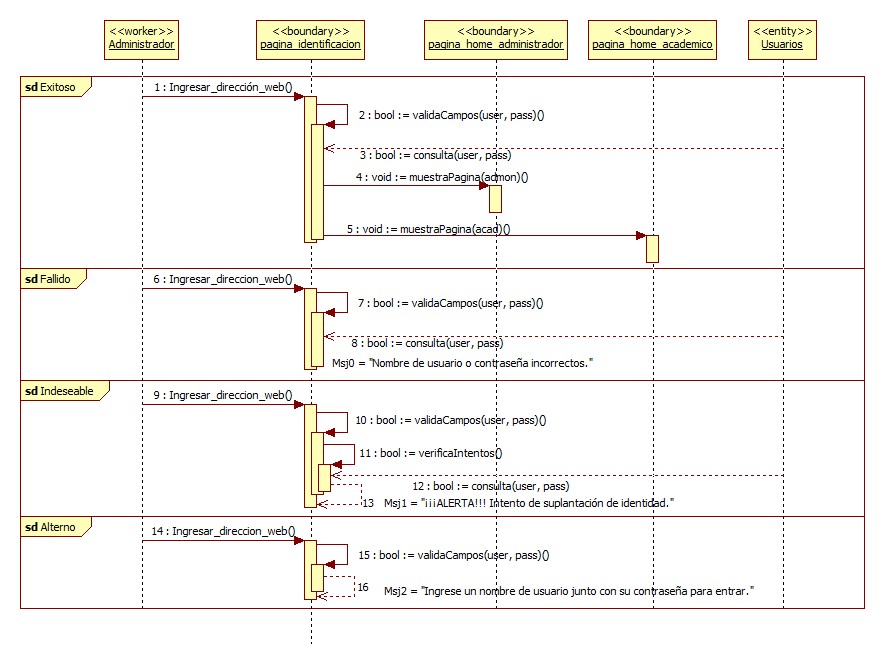 <<worker>>
Administrador
<<boundary>>
pagina_identificacion
<<boundary>>
pagina_home_administrador
<<boundary>>
pagina_home_academico
<<entity>>
Usuarios
sd Exitoso
1 : Ingresar_dirección_web()
2 : bool := validaCampos(user, pass)()
3 : bool := consulta(user, pass)
4 : void := muestraPagina(admon)()
5 : void := muestraPagina(acad)()
sd Fallido
6 : Ingresar_direccion_web()
7 : bool := validaCampos(user, pass)()
8 : bool := consulta(user, pass)
Msj0 = "Nombre de usuario o contraseña incorrectos."
sd Indeseable
9 : Ingresar_direccion_web()
10 : bool := validaCampos(user, pass)()
11 : bool := verificaIntentos()
12 : bool := consulta(user, pass)
13 Msj1 = "¡¡¡ALERTA!!! Intento de suplantación de identidad."
sd Alterno
14 : Ingresar_direccion_web()
15 : bool := validaCampos(user, pass)()
16 Msj2 = "Ingrese un nombre de usuario junto con su contraseña para entrar."